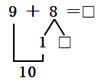 9 + 8 = □
1 □
10